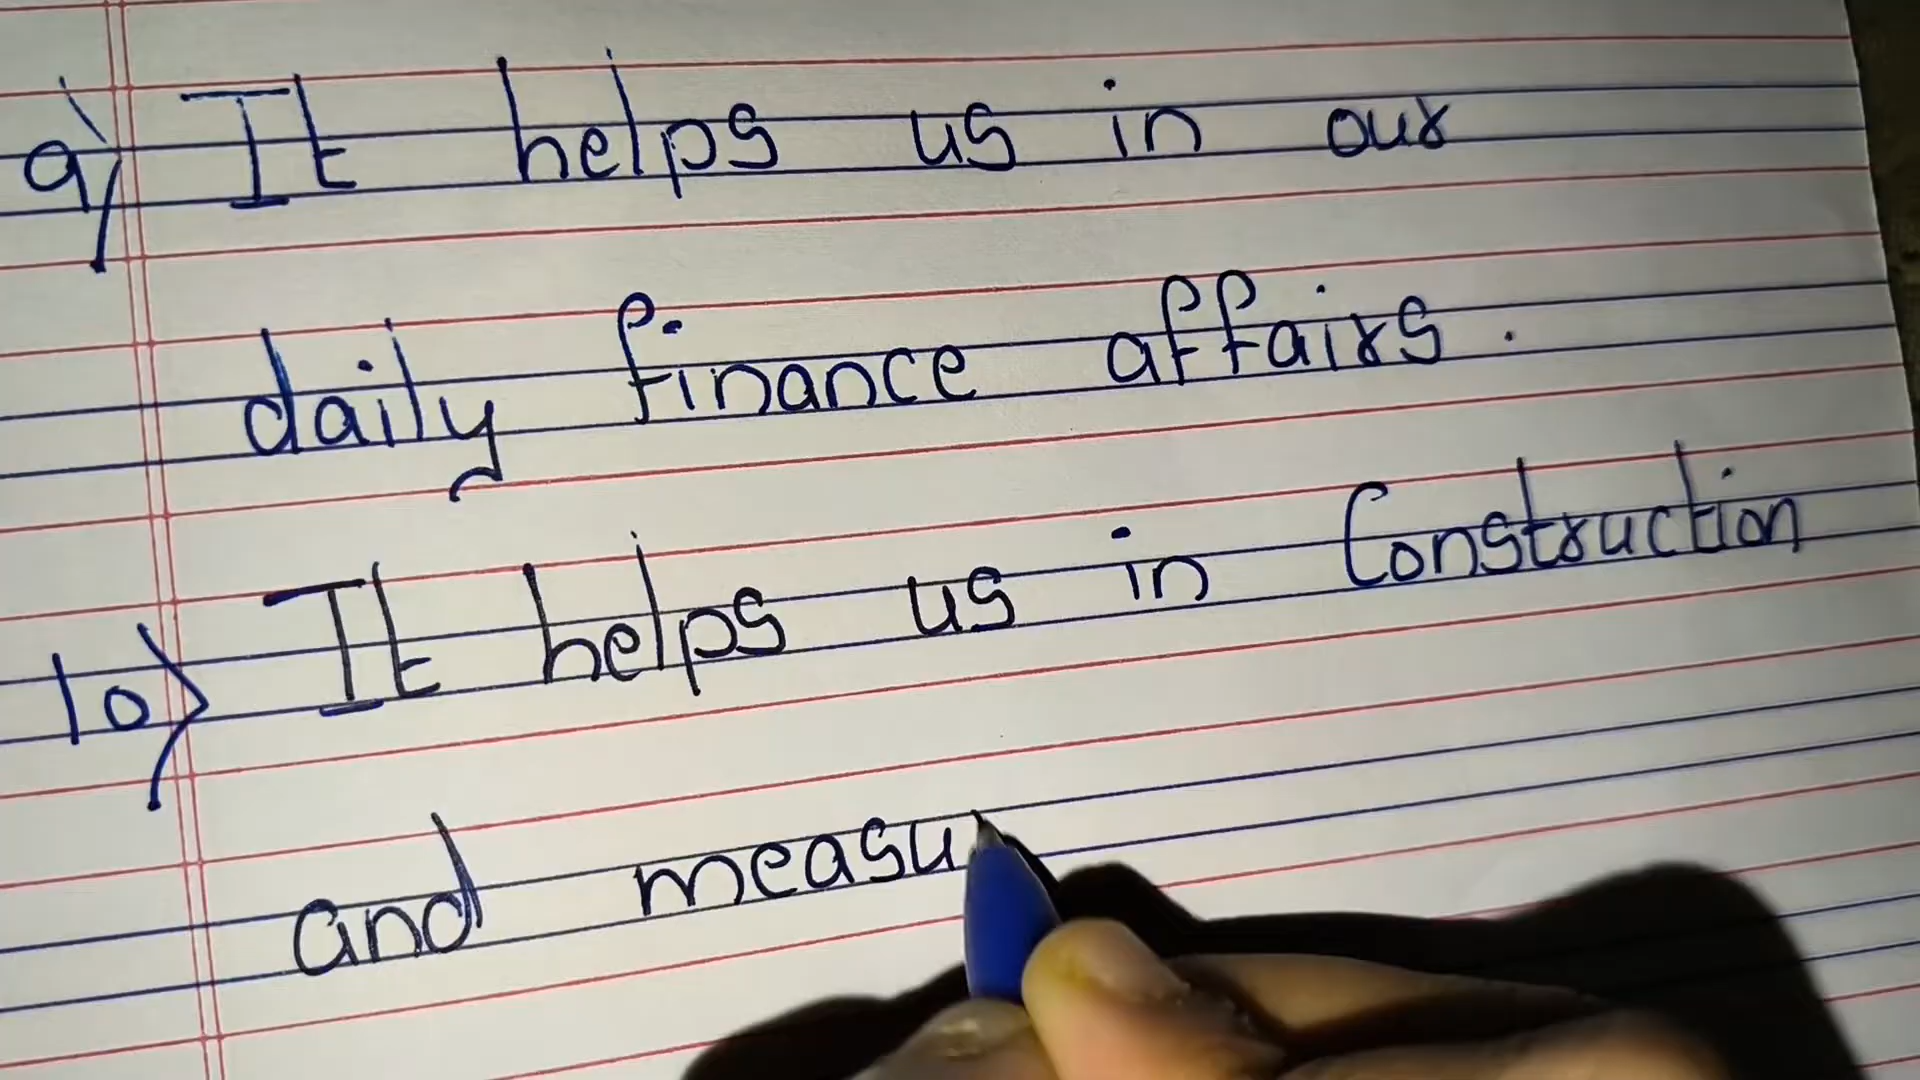 9) It helps us in our
daily finance affairs.
10) It helps us in Construction
and measu